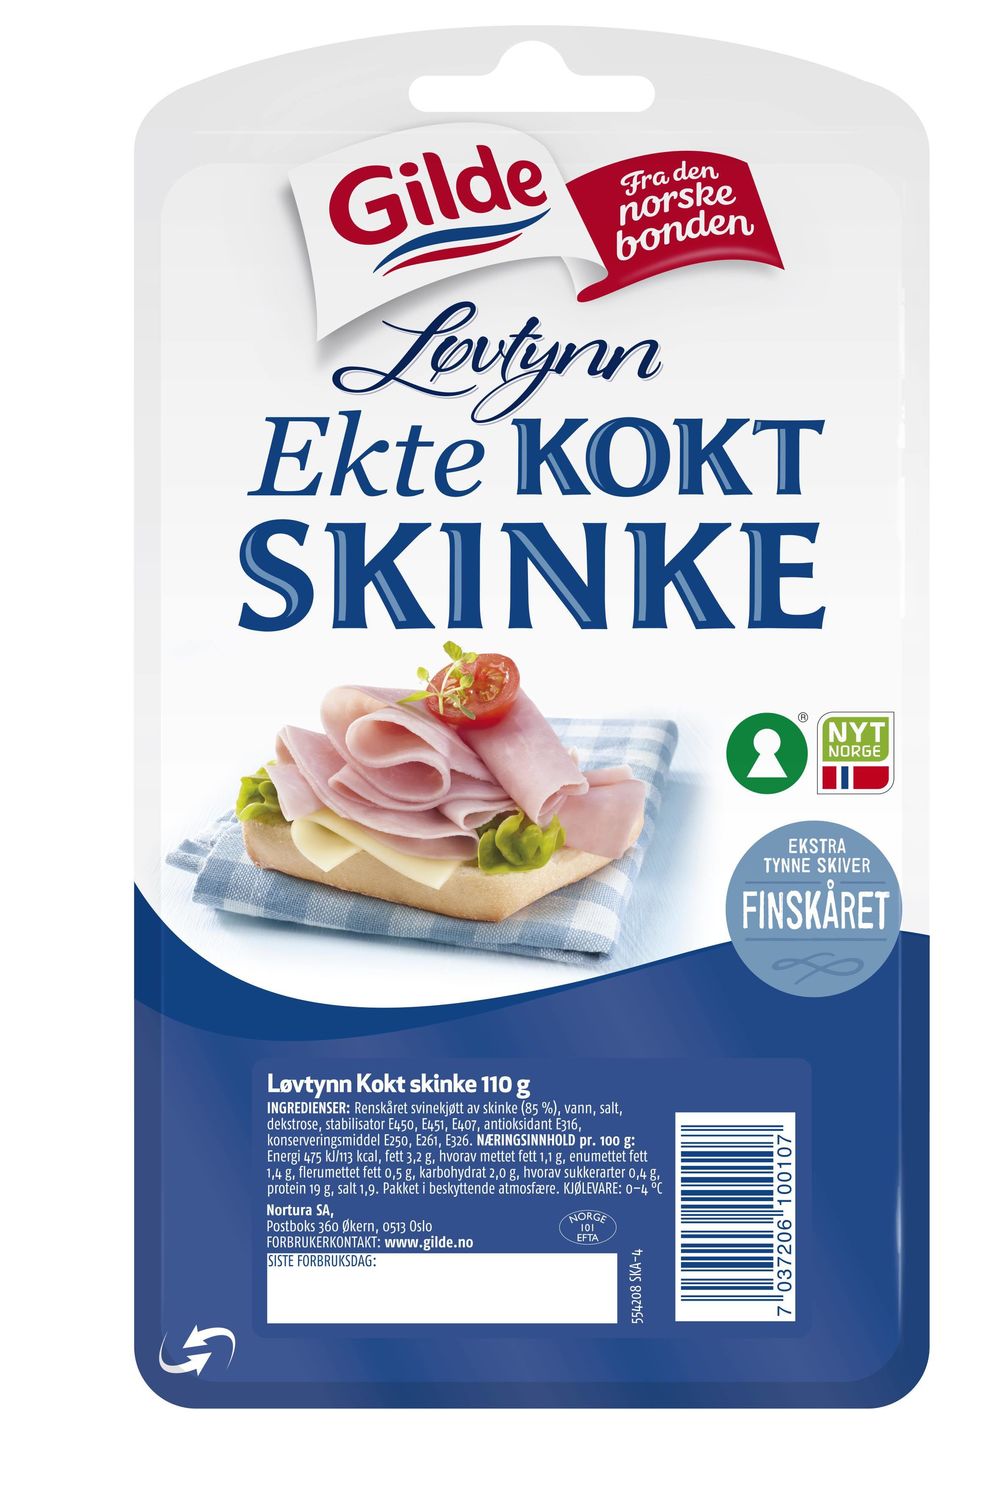 Gilde
Fra den
norske
bonden
Løvtynn
Ekte KOKT
SKINKE
®
NYT
NORGE
EKSTRA
TYNNE SKIVER
FINSKÅRET
Løvtynn Kokt skinke 110 g
INGREDIENSER: Renskåret svinekjøtt av skinke (85 %), vann, salt,
dekstrose, stabilisator E450, E451, E407, antioksidant E316,
konserveringsmiddel E250, E261, E326. NÆRINGSINNHOLD pr. 100 g:
Energi 475 kJ/113 kcal, fett 3,2 g, hvorav mettet fett 1,1 g, enumettet fett
1,4 g, flerumettet fett 0,5 g, karbohydrat 2,0 g, hvorav sukkerarter 0,4 g,
protein 19 g, salt 1,9. Pakket i beskyttende atmosfære. KJØLEVARE: 0–4 °C
Nortura SA,
Postboks 360 Økern, 0513 Oslo
FORBRUKERKONTAKT: www.gilde.no
NORGE
101
EFTA
SISTE FORBRUKSDAG:
554208 SKA-4
7 037206 100107